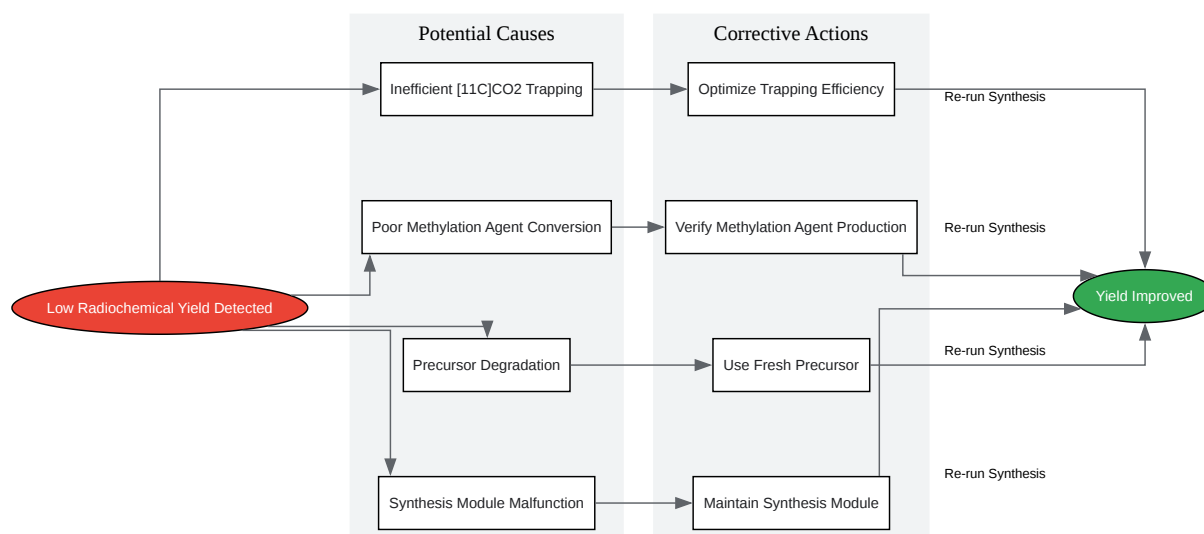 Potential Causes
Corrective Actions
Inefficient [11C]CO2 Trapping
Optimize Trapping Efficiency
Re-run Synthesis
Poor Methylation Agent Conversion
Verify Methylation Agent Production
Re-run Synthesis
Low Radiochemical Yield Detected
Yield Improved
Precursor Degradation
Use Fresh Precursor
Re-run Synthesis
Synthesis Module Malfunction
Maintain Synthesis Module
Re-run Synthesis